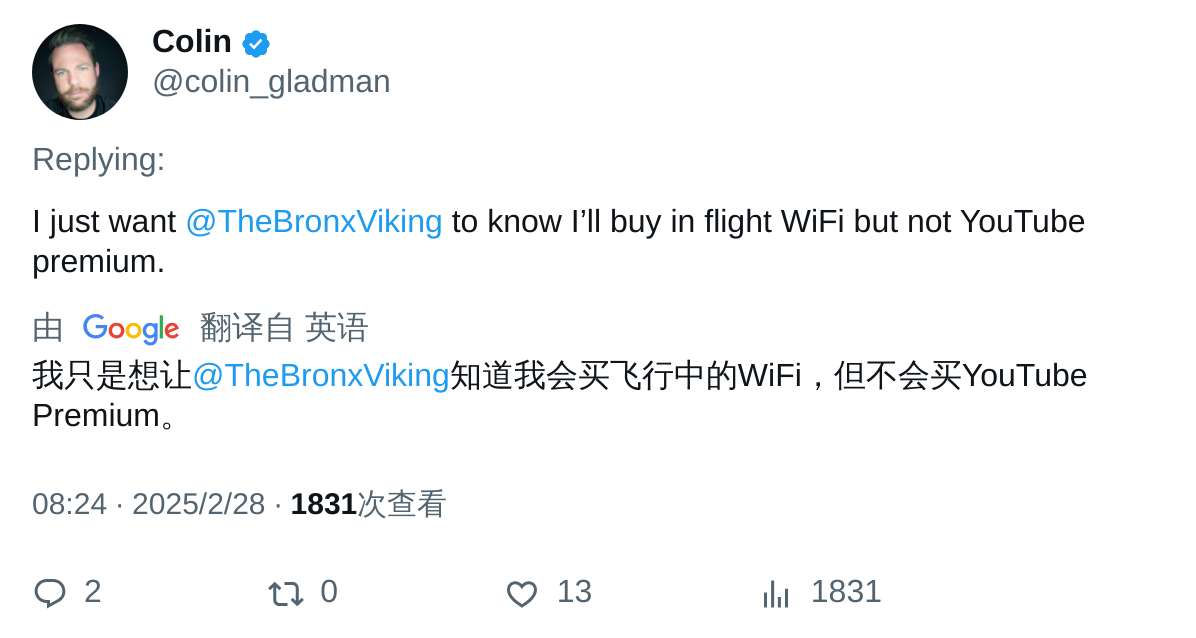 Colin
@colin_gladman
Replying:
I just want @TheBronxViking to know I’ll buy in flight WiFi but not YouTube
premium.
由 Google 翻译自 英语
我只是想让@TheBronxViking知道我会买飞行中的WiFi，但不会买YouTube
Premium。
08:24 · 2025/2/28 · 1831次查看
2 0 13 1831